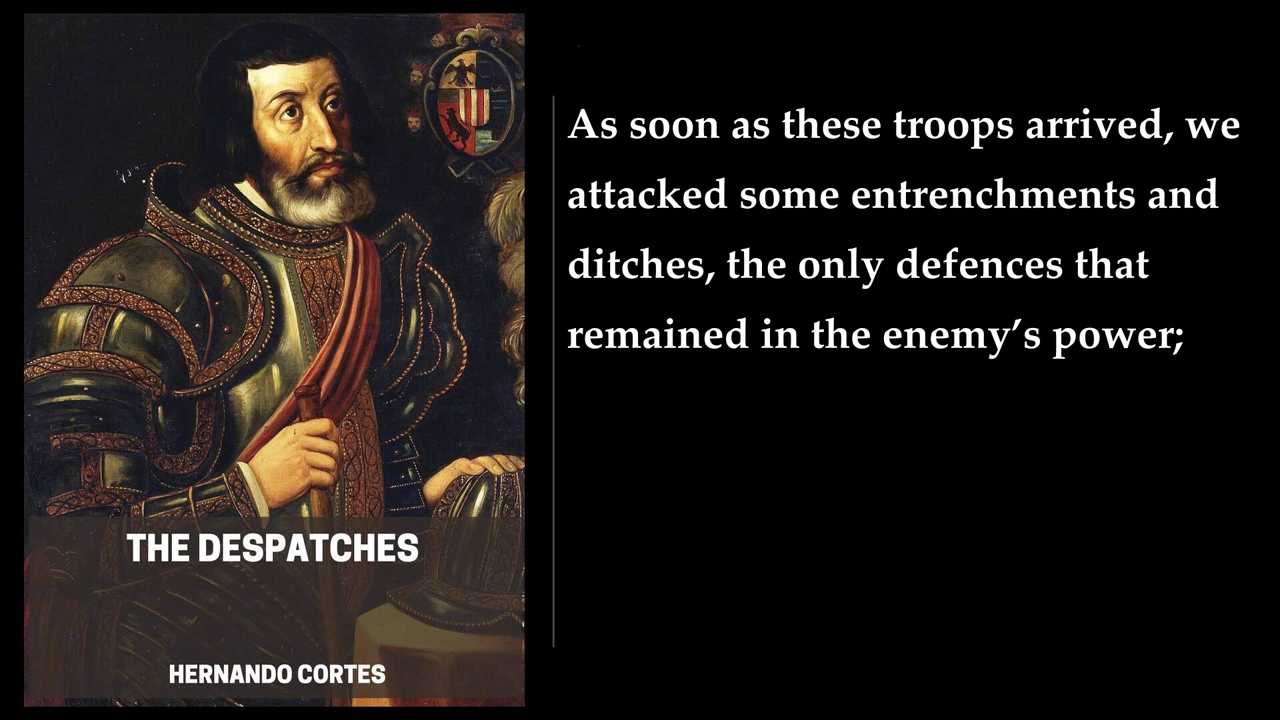 THE DESPATCHES
HERNANDO CORTES
As soon as these troops arrived, we
attacked some entrenchments and
ditches, the only defences that
remained in the enemy’s power;